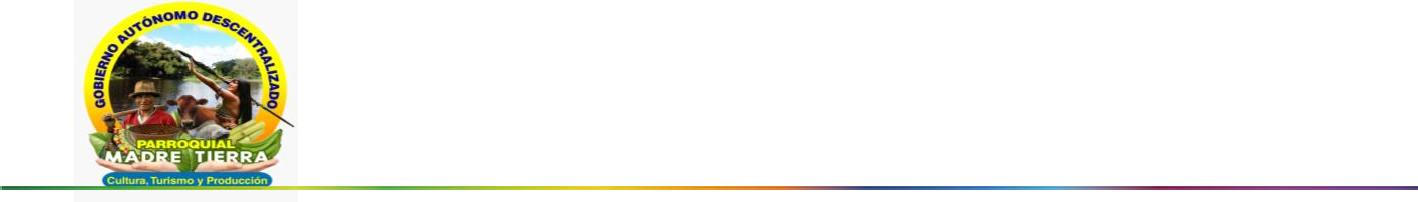 GOBIERNO AUTÓNOMO DESCENTRALIZADO
PARROQUIAL
MADRE TIERRA
Cultura, Turismo y Producción